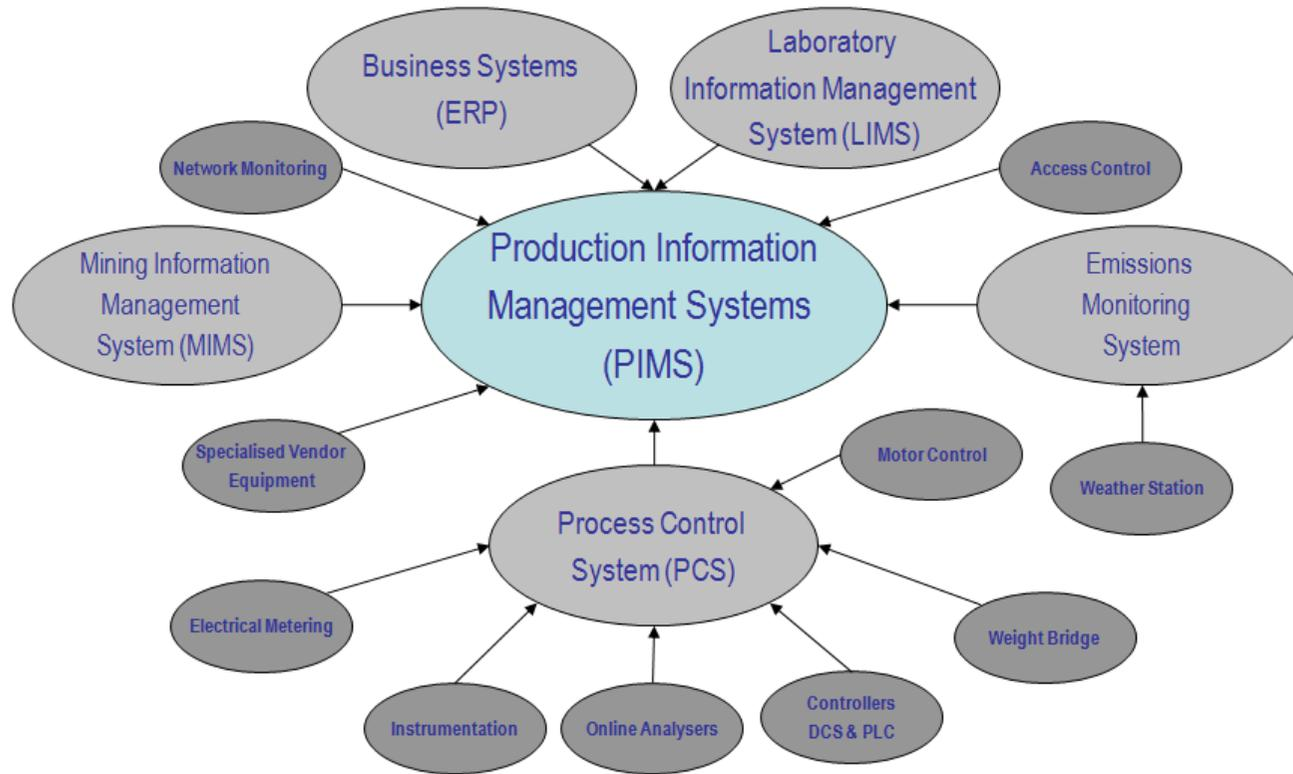 Business Systems
(ERP)
Laboratory
Information Management
System (LIMS)
Network Monitoring
Access Control
Mining Information
Management
System (MIMS)
Production Information
Management Systems
(PIMS)
Emissions
Monitoring
System
Specialised Vendor
Equipment
Motor Control
Weather Station
Process Control
System (PCS)
Electrical Metering
Weight Bridge
Instrumentation
Online Analysers
Controllers
DCS & PLC